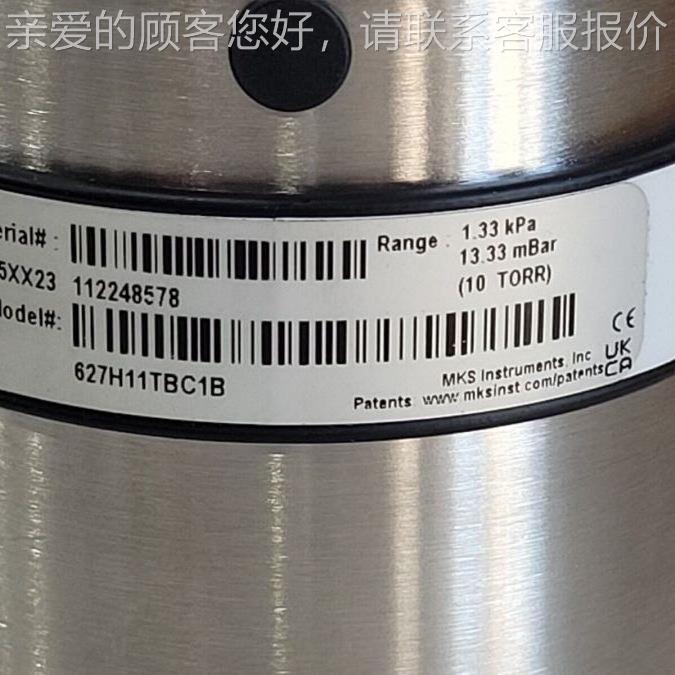 亲爱的顾客您好，请联系客服报价
erial# :
5XX23 112248578
Range : 1.33 kPa
13.33 mBar
(10 TORR)
Model#:
627H11TBC1B
MKS Instruments, Inc
Patents: www.mksinst.com/patents
CE
UK
CA